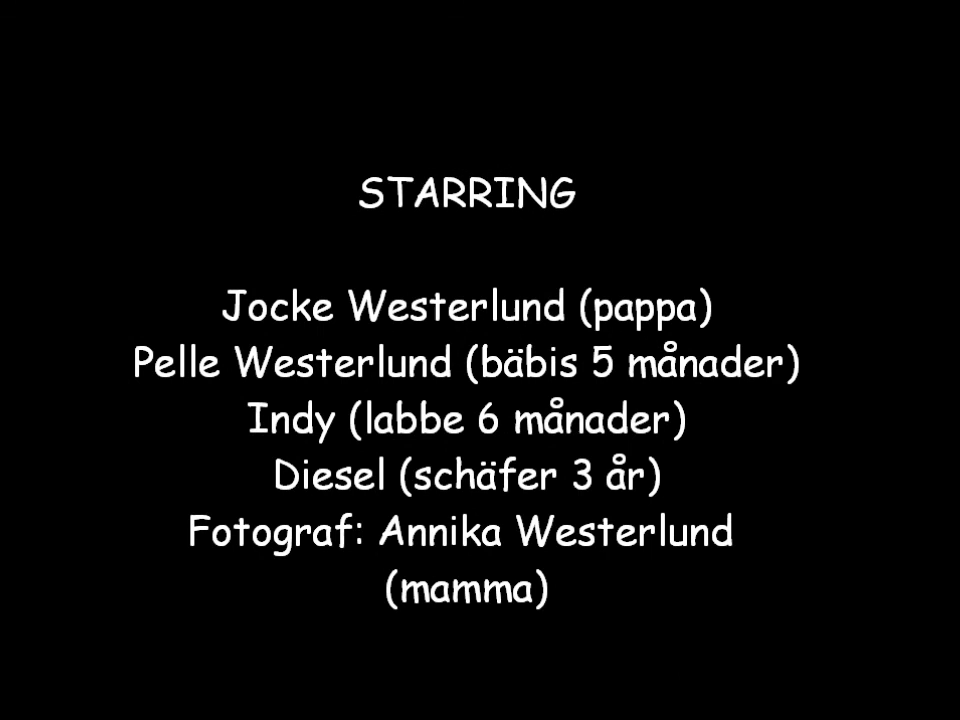 STARRING
Jocke Westerlund (pappa)
Pelle Westerlund (bäbis 5 månader)
Indy (labbe 6 månader)
Diesel (schäfer 3 år)
Fotograf: Annika Westerlund
(mamma)